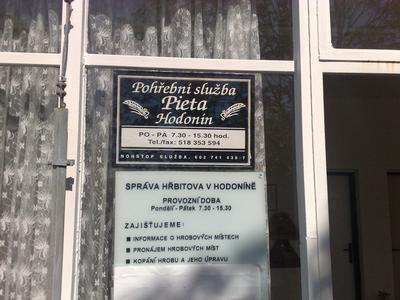 Pohřební služba
Pieta
Hodonín
PO - PÁ 7.30 - 15.30 hod.
Tel./fax: 518 353 594
NONSTOP SLUŽBA. 602 741 438-7
SPRÁVA HŘBITOVA V HODONÍNĚ
PROVOZNÍ DOBA
Pondělí - Pátek 7.30 - 15.30
ZAJIŠŤUJEME:
■ INFORMACE O HROBOVÝCH MÍSTECH
■ PRONÁJEM HROBOVÝCH MÍST
■ KOPÁNÍ HROBU A JEHO ÚPRAVU